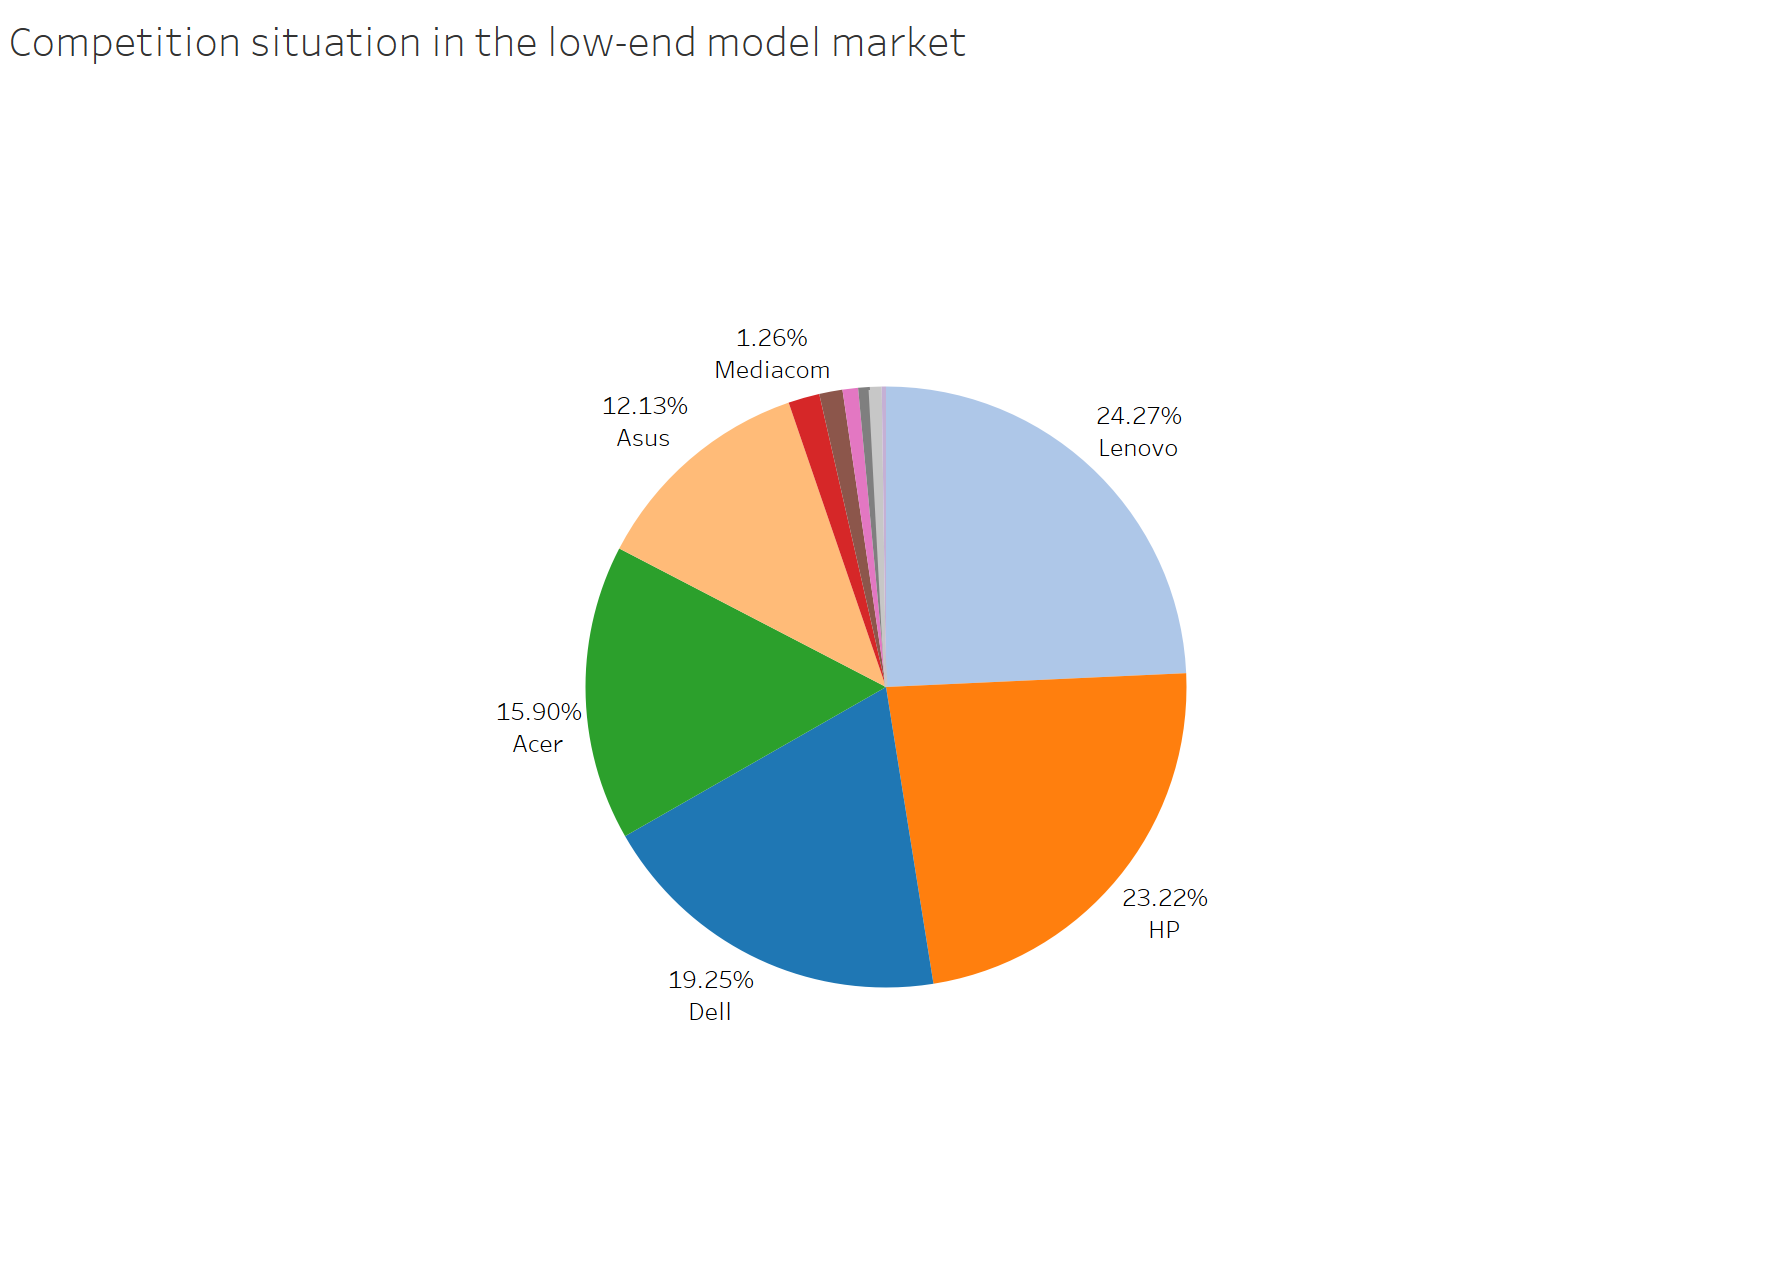 Competition situation in the low-end model market
1.26%
Mediacom
12.13%
Asus
24.27%
Lenovo
15.90%
Acer
23.22%
HP
19.25%
Dell